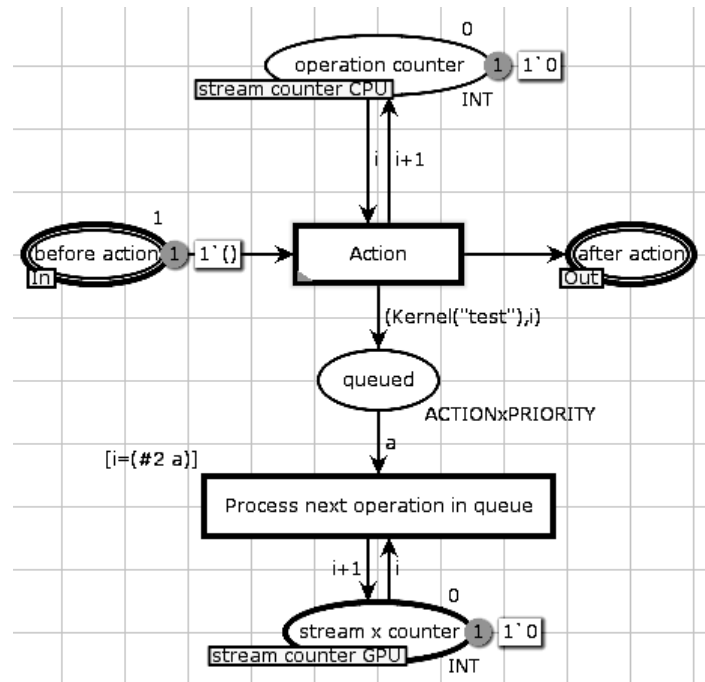 0
operation counter 1 1`0
stream counter CPU
INT
i i+1
1
before action 1 1`() Action after action
In Out
(Kernel("test"),i)
queued
ACTIONxPRIORITY
a
[i=(#2 a)]
Process next operation in queue
i+1 i
0
stream x counter 1 1`0
stream counter GPU
INT